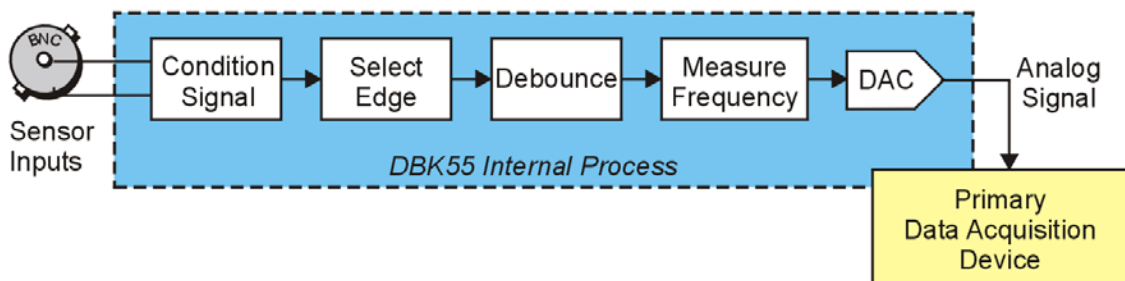 BNC
Sensor
Inputs
Condition
Signal
Select
Edge
Debounce
Measure
Frequency
DAC
Analog
Signal
DBK55 Internal Process
Primary
Data Acquisition
Device